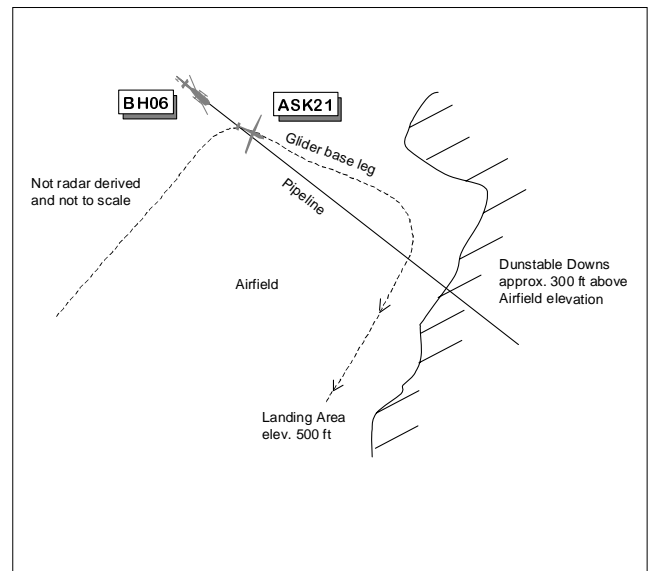 BH06
ASK21
Glider base leg
Not radar derived
and not to scale
Pipeline
Dunstable Downs
approx. 300 ft above
Airfield elevation
Airfield
Landing Area
elev. 500 ft